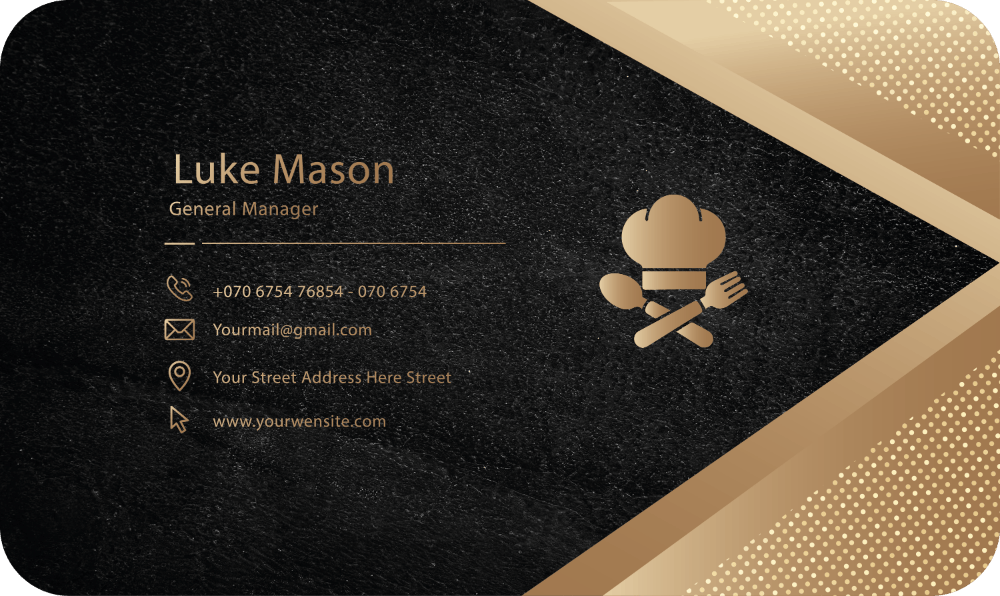 Luke Mason
General Manager
+070 6754 76854 - 070 6754
Yourmail@gmail.com
Your Street Address Here Street
www.yourwensite.com